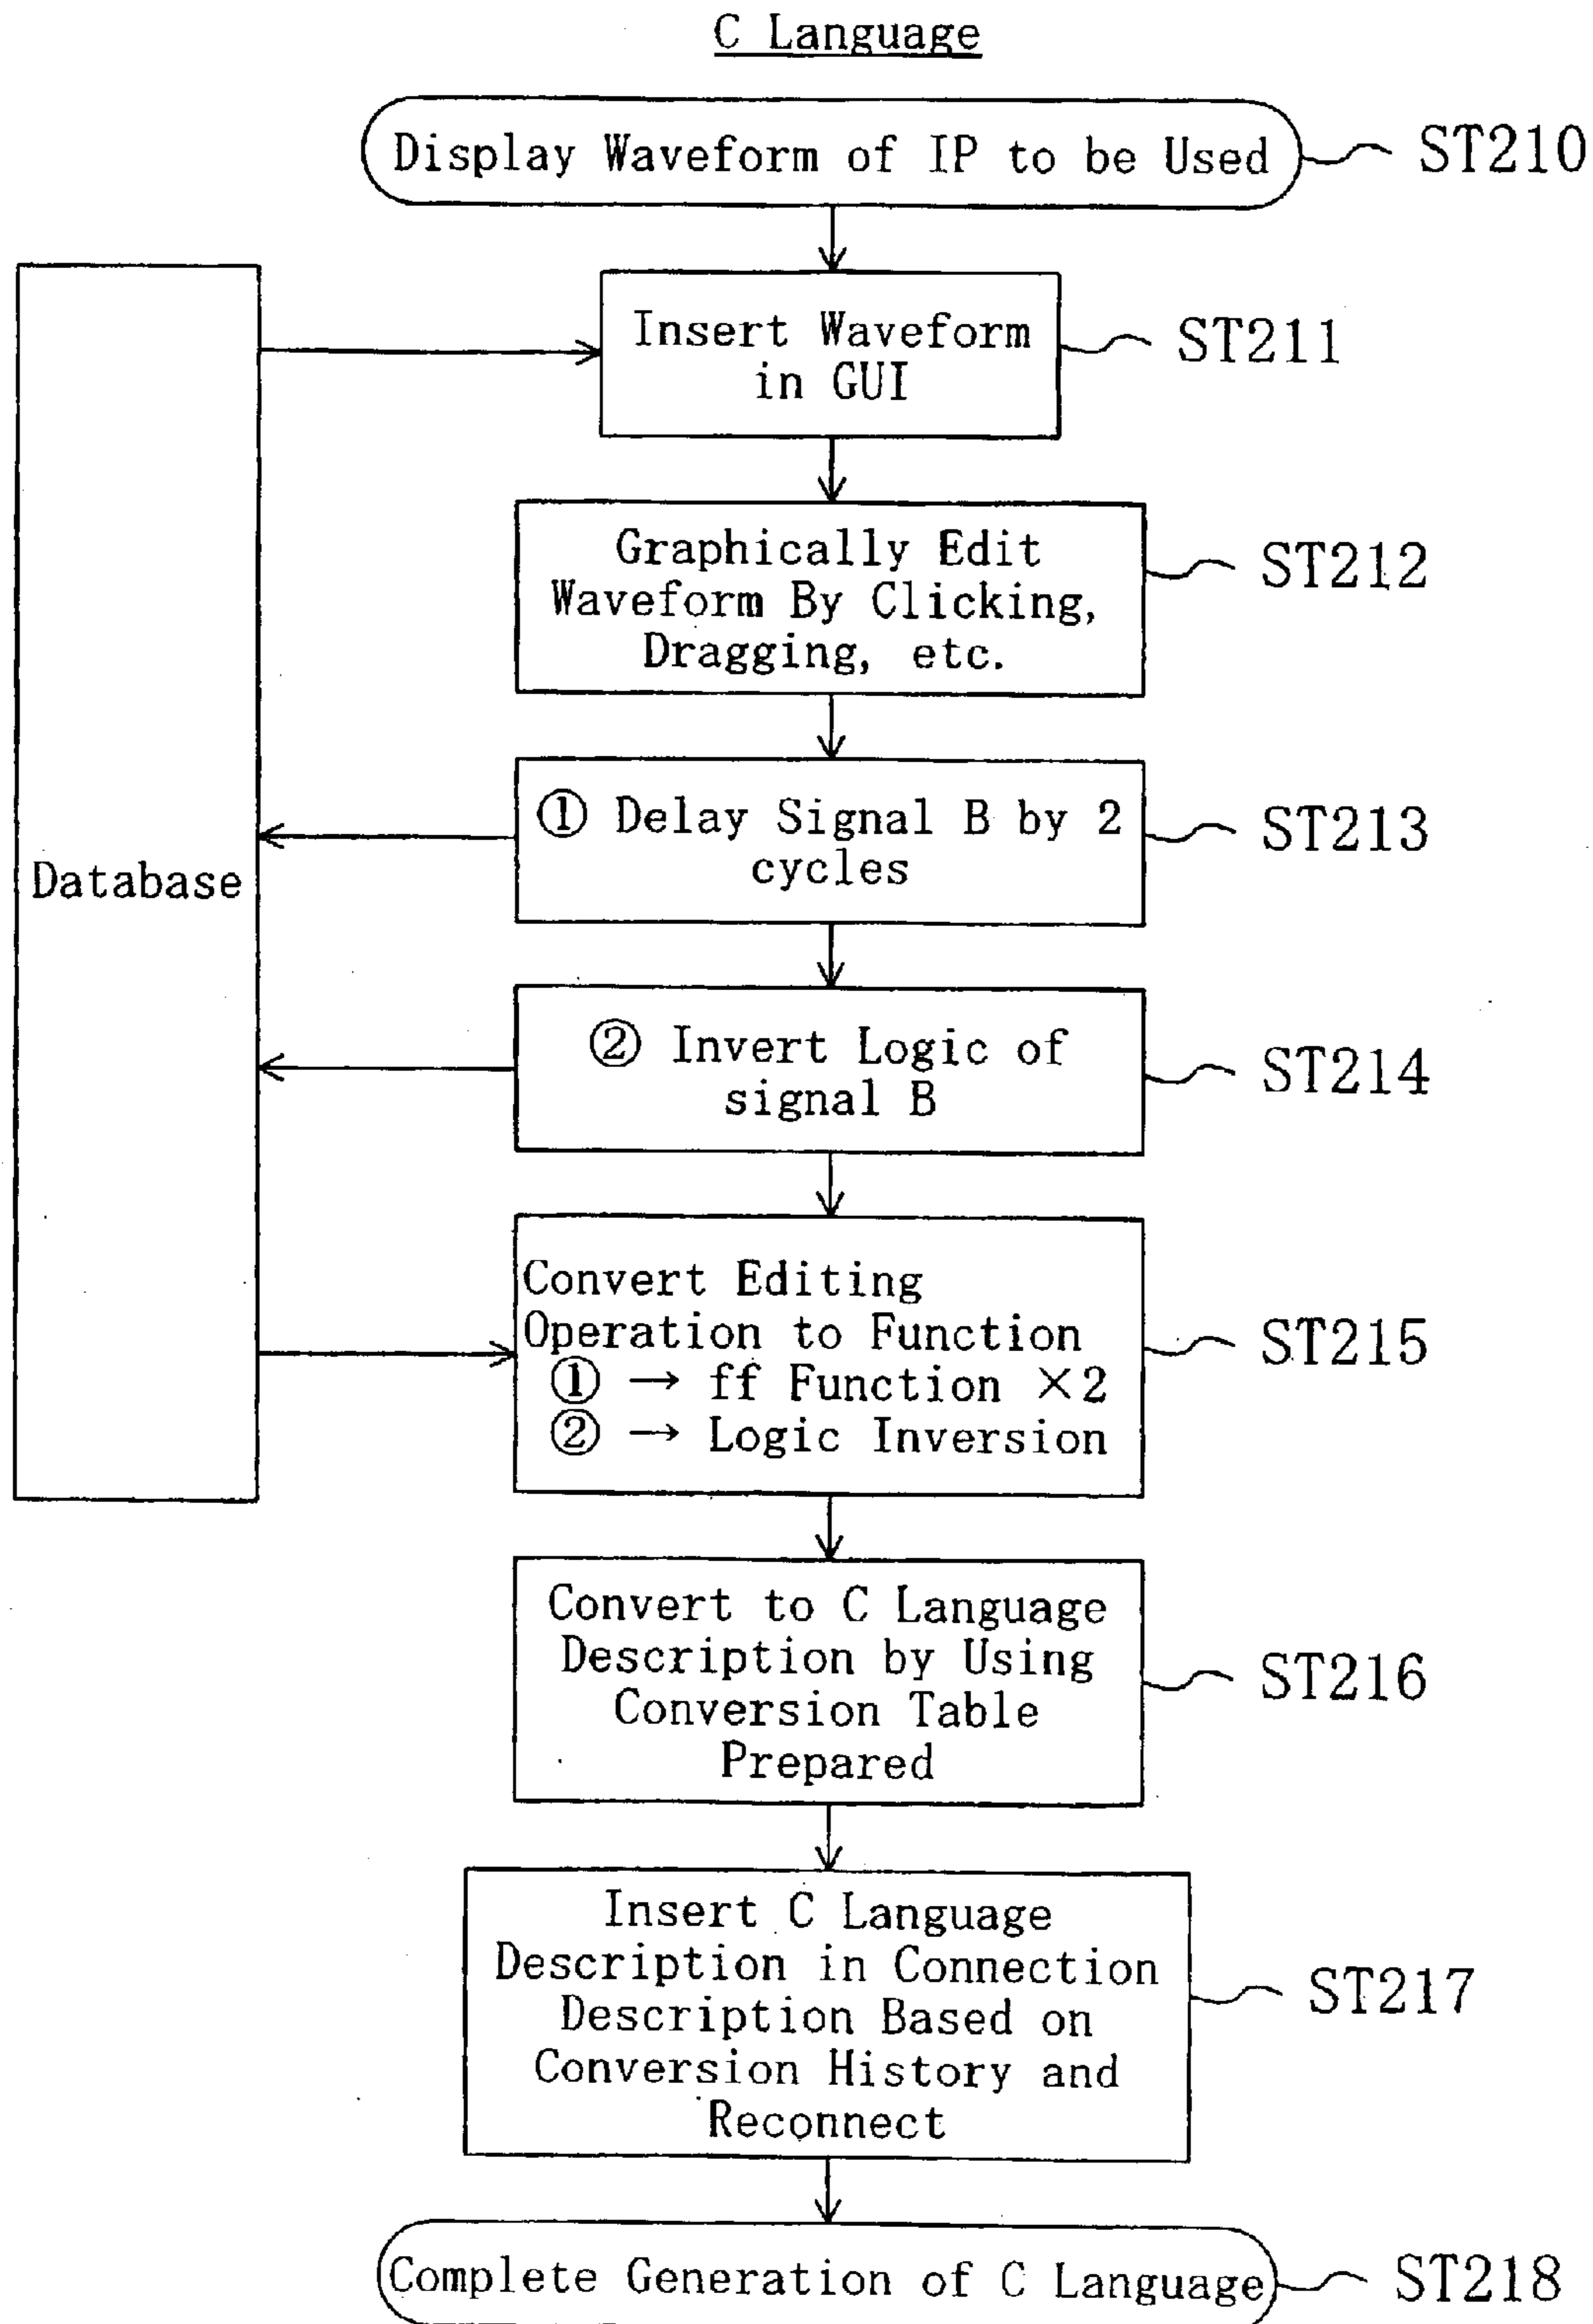 C Language
Display Waveform of IP to be Used
ST210
Insert Waveform
in GUI
ST211
Graphically Edit
Waveform By Clicking,
Dragging, etc.
ST212
① Delay Signal B by 2
cycles
ST213
Database
② Invert Logic of
signal B
ST214
Convert Editing
Operation to Function
① → ff Function ×2
② → Logic Inversion
ST215
Convert to C Language
Description by Using
Conversion Table
Prepared
ST216
Insert C Language
Description in Connection
Description Based on
Conversion History and
Reconnect
ST217
Complete Generation of C Language
ST218